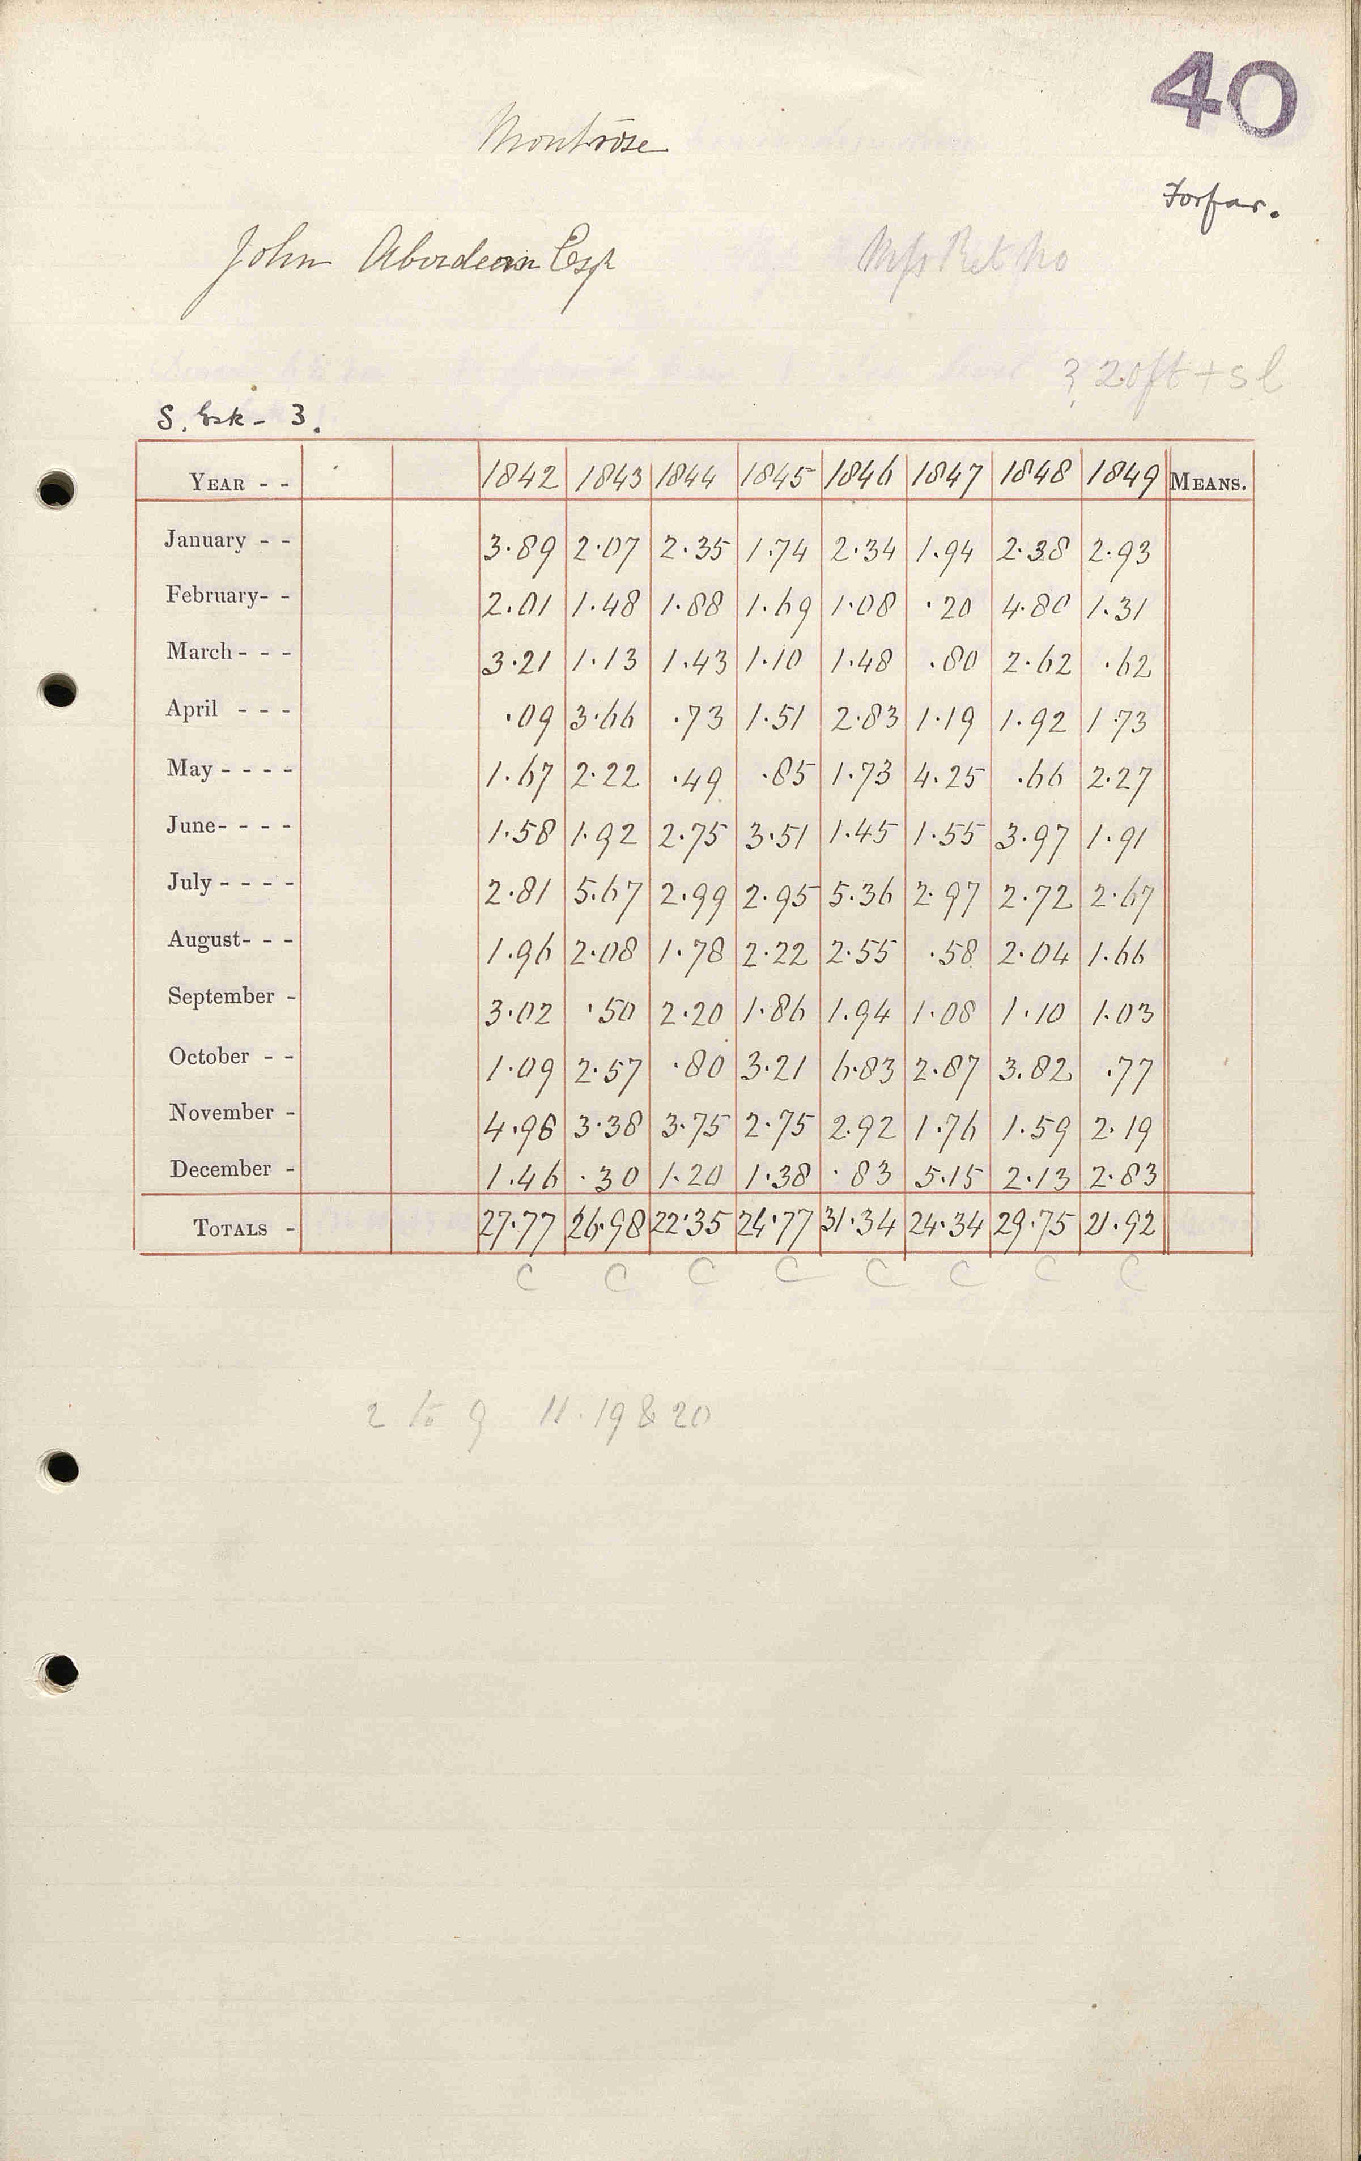 40
Montrose
Forfar.
John Aberdein Esqr
Mss Ret No
? 20ft + s l
S. Esk - 3.
YEAR - - 1842 1843 1844 1845 1846 1847 1848 1849 MEANS.
January - - 3.89 2.07 2.35 1.74 2.34 1.94 2.38 2.93
February- - 2.01 1.48 1.88 1.69 1.08 .20 4.80 1.31
March - - - 3.21 1.13 1.43 1.10 1.48 .80 2.62 .62
April - - - .09 3.66 .73 1.51 2.83 1.19 1.92 1.73
May - - - - 1.67 2.22 .49 .85 1.73 4.25 .66 2.27
June- - - - 1.58 1.92 2.75 3.51 1.45 1.55 3.97 1.91
July - - - - 2.81 5.67 2.99 2.95 5.36 2.97 2.72 2.67
August- - - 1.96 2.08 1.78 2.22 2.55 .58 2.04 1.66
September - 3.02 .50 2.20 1.86 1.94 1.08 1.10 1.03
October - - 1.09 2.57 .80 3.21 6.83 2.87 3.82 .77
November - 4.98 3.38 3.75 2.75 2.92 1.76 1.59 2.19
December - 1.46 .30 1.20 1.38 .83 5.15 2.13 2.83
TOTALS - 27.77 26.98 22.35 24.77 31.34 24.34 29.75 21.92
C C C C C C C C
2 to 9 11. 19 & 20